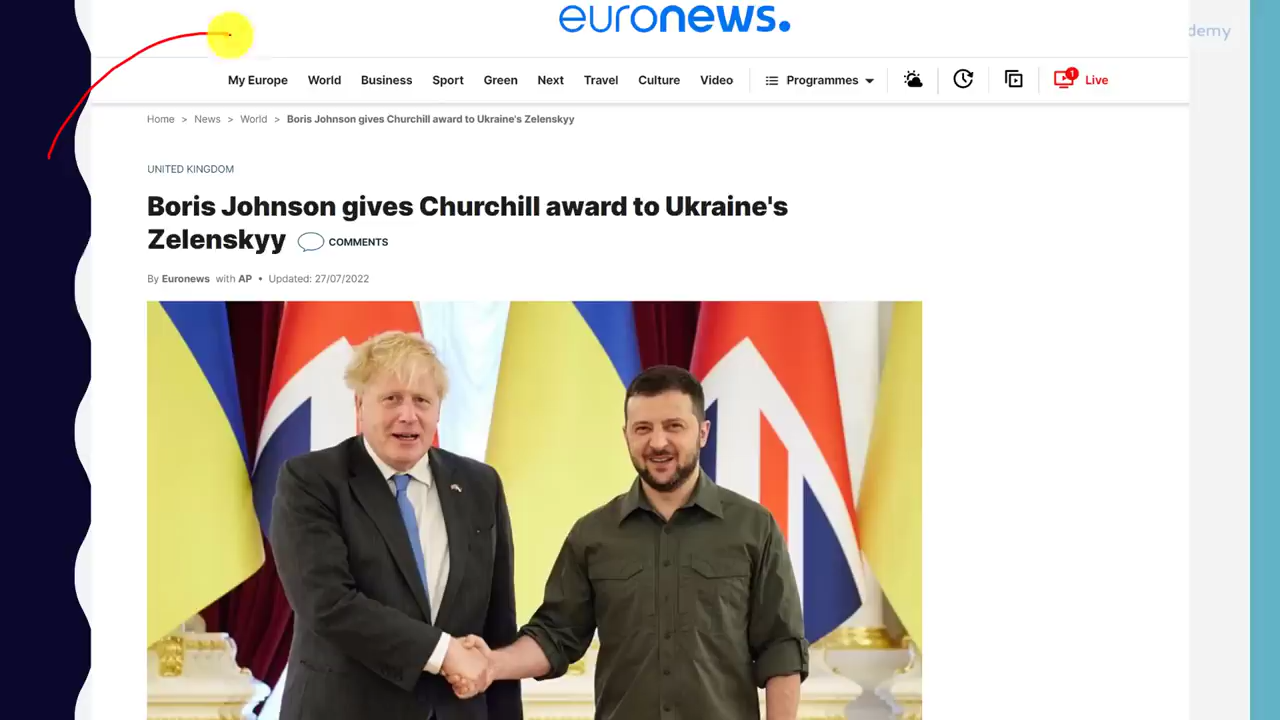 euronews.
demy
My Europe World Business Sport Green Next Travel Culture Video Programmes 1 Live
Home > News > World > Boris Johnson gives Churchill award to Ukraine's Zelenskyy
UNITED KINGDOM
Boris Johnson gives Churchill award to Ukraine's
Zelenskyy COMMENTS
By Euronews with AP • Updated: 27/07/2022